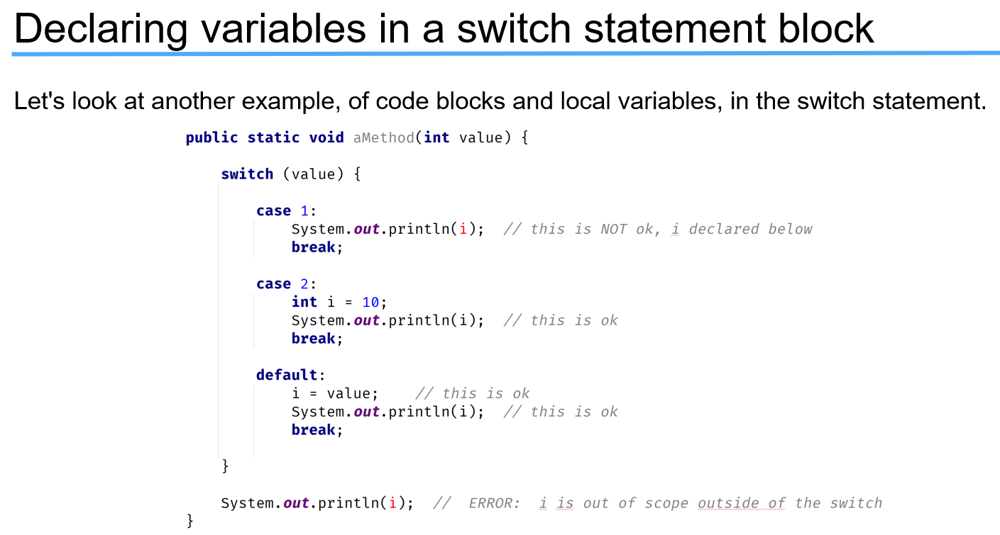 Declaring variables in a switch statement block
Let's look at another example, of code blocks and local variables, in the switch statement.
public static void aMethod(int value) {
switch (value) {
case 1:
System.out.println(i);  // this is NOT ok, i declared below
break;
case 2:
int i = 10;
System.out.println(i);  // this is ok
break;
default:
i = value;    // this is ok
System.out.println(i);  // this is ok
break;
}
System.out.println(i);  //  ERROR:  i is out of scope outside of the switch
}